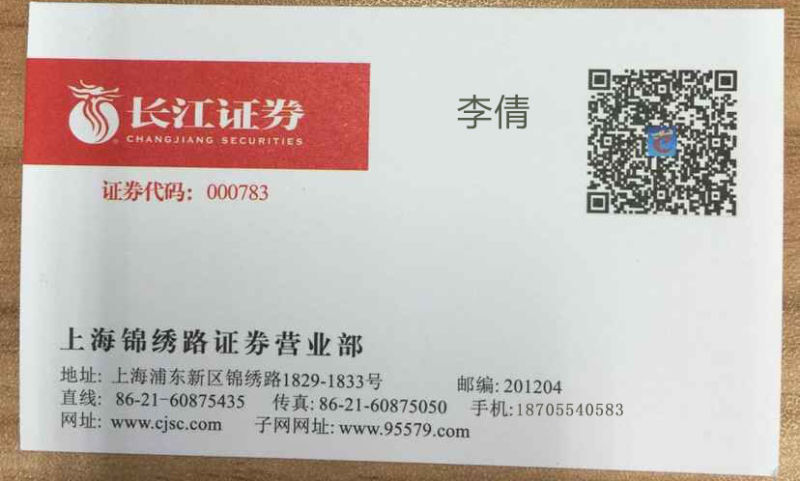 长江证券
CHANGJIANG SECURITIES
李倩
证券代码：000783
上海锦绣路证券营业部
地址: 上海浦东新区锦绣路1829-1833号 邮编: 201204
直线: 86-21-60875435 传真: 86-21-60875050 手机:18705540583
网址: www.cjsc.com 子网网址: www.95579.com